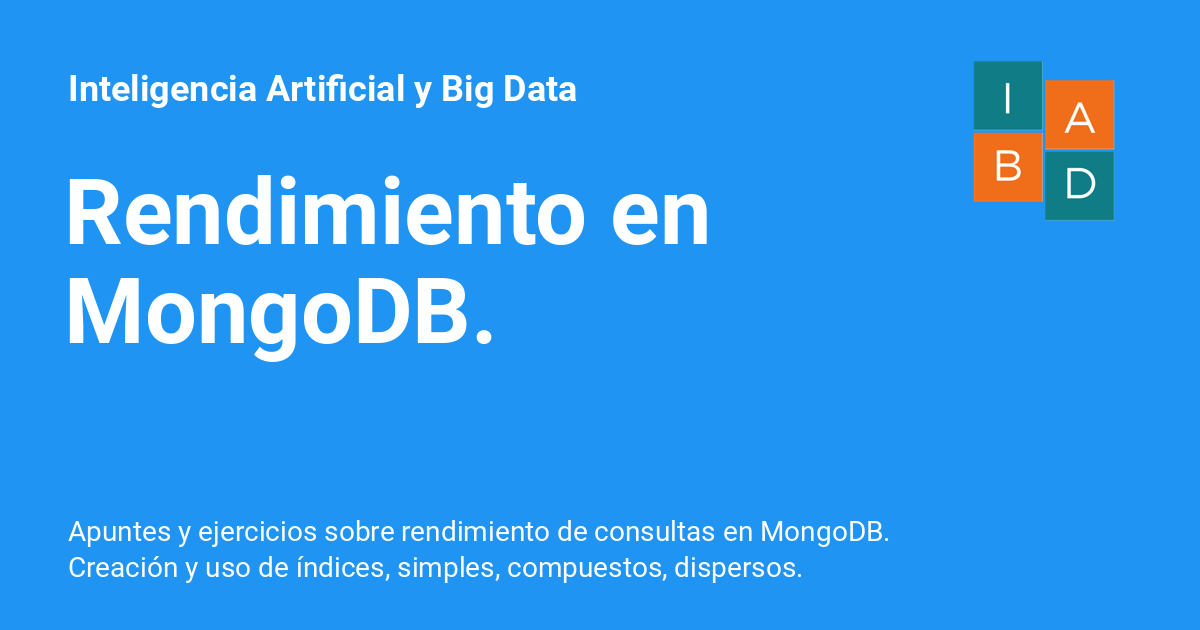 Inteligencia Artificial y Big Data
I
A
B
D
Rendimiento en
MongoDB.
Apuntes y ejercicios sobre rendimiento de consultas en MongoDB.
Creación y uso de índices, simples, compuestos, dispersos.